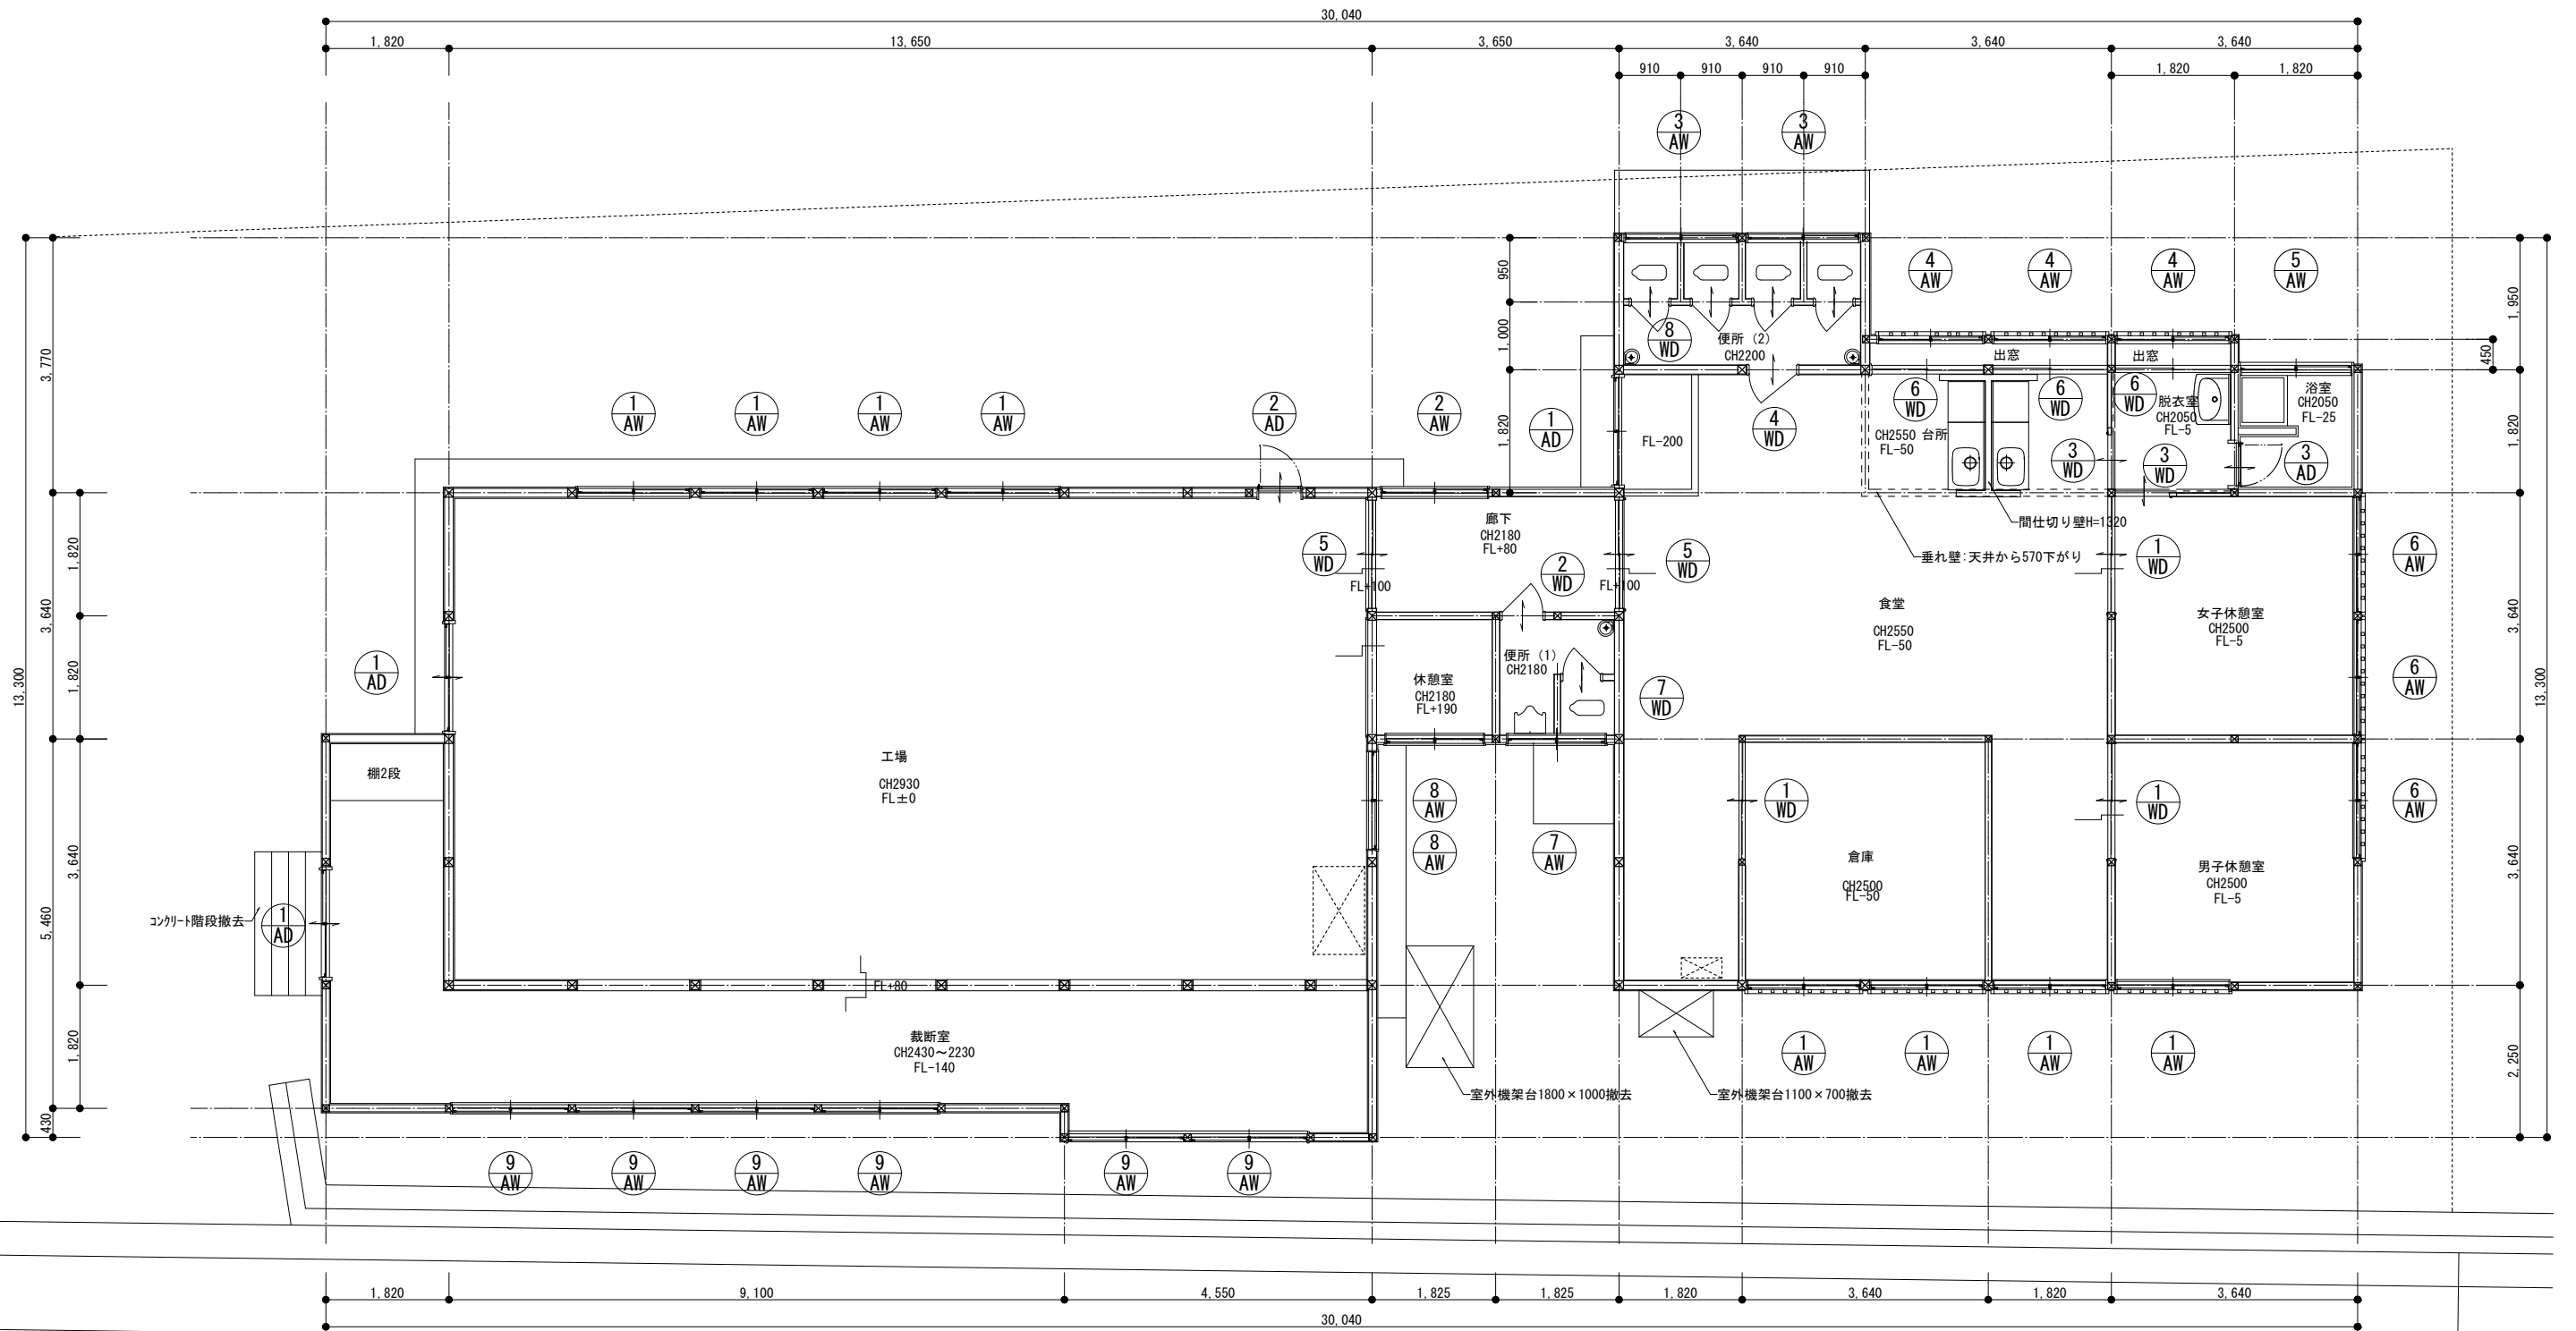 30,040
1,820
13,650
3,650
3,640
3,640
3,640
910
910
910
910
1,820
1,820
3
AW
3
AW
4
AW
4
AW
4
AW
5
AW
950
1,000
1,820
8
WD
便所（2）
CH2200
出窓
出窓
1,950
450
1,820
3,770
13,300
1
AW
1
AW
1
AW
1
AW
2
AD
2
AW
1
AD
FL-200
4
WD
6
WD
CH2550 台所
FL-50
6
WD
6
WD
脱衣室
CH2050
FL-5
浴室
CH2050
FL-25
3
WD
3
WD
3
AD
間仕切り壁H=1320
垂れ壁:天井から570下がり
廊下
CH2180
FL+80
5
WD
FL+100
2
WD
FL+100
5
WD
1
WD
6
AW
1,820
3,640
1,820
1
AD
食堂
CH2550
FL-50
女子休憩室
CH2500
FL-5
3,640
13,300
6
AW
便所（1）
CH2180
休憩室
CH2180
FL+190
7
WD
工場
CH2930
FL±0
棚2段
8
AW
8
AW
7
AW
1
WD
1
WD
6
AW
3,640
5,460
3,640
倉庫
CH2500
FL-50
男子休憩室
CH2500
FL-5
コンクリート階段撤去
1
AD
FL+80
裁断室
CH2430～2230
FL-140
1,820
430
2,250
1
AW
1
AW
1
AW
1
AW
室外機架台1800×1000撤去
室外機架台1100×700撤去
9
AW
9
AW
9
AW
9
AW
9
AW
9
AW
1,820
9,100
4,550
1,825
1,825
1,820
3,640
1,820
3,640
30,040